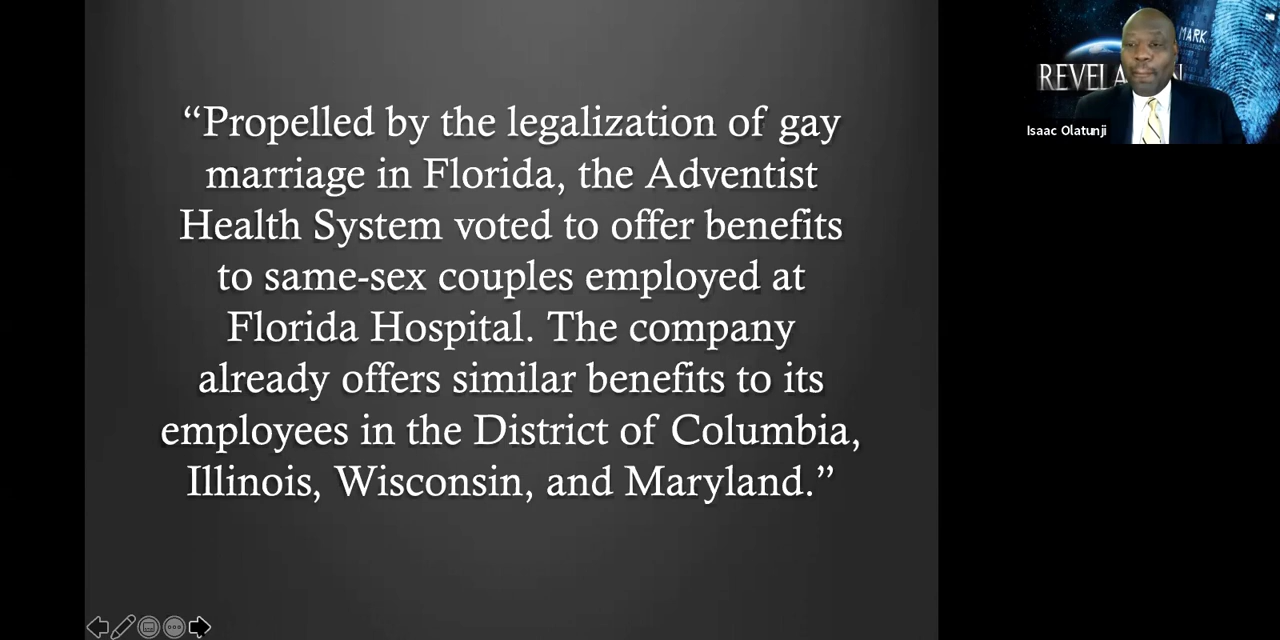 “Propelled by the legalization of gay
marriage in Florida, the Adventist
Health System voted to offer benefits
to same-sex couples employed at
Florida Hospital. The company
already offers similar benefits to its
employees in the District of Columbia,
Illinois, Wisconsin, and Maryland.”
MARK
REVELA N
Isaac Olatunji